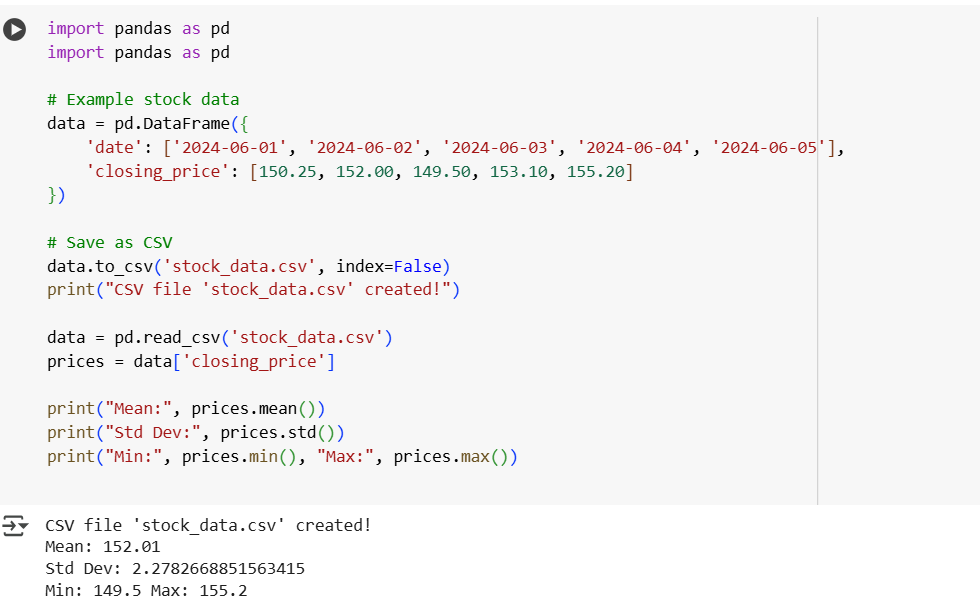 import pandas as pd
import pandas as pd
# Example stock data
data = pd.DataFrame({
    'date': ['2024-06-01', '2024-06-02', '2024-06-03', '2024-06-04', '2024-06-05'],
    'closing_price': [150.25, 152.00, 149.50, 153.10, 155.20]
})
# Save as CSV
data.to_csv('stock_data.csv', index=False)
print("CSV file 'stock_data.csv' created!")
data = pd.read_csv('stock_data.csv')
prices = data['closing_price']
print("Mean:", prices.mean())
print("Std Dev:", prices.std())
print("Min:", prices.min(), "Max:", prices.max())
CSV file 'stock_data.csv' created!
Mean: 152.01
Std Dev: 2.2782668851563415
Min: 149.5 Max: 155.2